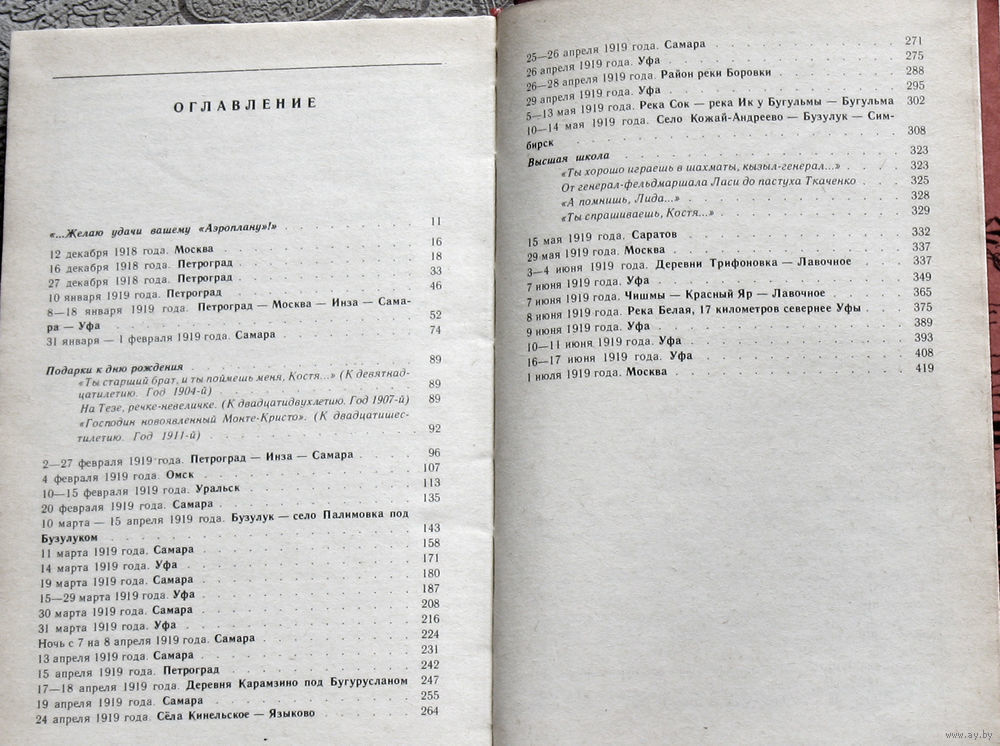 ОГЛАВЛЕНИЕ
«...Желаю удачи вашему «Аэроплану»!» 11
12 декабря 1918 года. Москва 16
16 декабря 1918 года. Петроград 18
27 декабря 1918 года. Петроград 33
10 января 1919 года. Петроград 46
8—18 января 1919 года. Петроград — Москва — Инза — Сама-
ра — Уфа 52
31 января — 1 февраля 1919 года. Самара 74
Подарки к дню рождения 89
«Ты старший брат, и ты поймешь меня, Костя...» (К девятнад-
цатилетию. Год 1904-й) 89
На Тезе, речке-невеличке. (К двадцатидвухлетию. Год 1907-й) 89
«Господин новоявленный Монте-Кристо». (К двадцатишес-
тилетию. Год 1911-й) 92
2—27 февраля 1919 года. Петроград — Инза — Самара 96
4 февраля 1919 года. Омск 107
10—15 февраля 1919 года. Уральск 113
20 февраля 1919 года. Самара 135
10 марта — 15 апреля 1919 года. Бузулук — село Палимовка под
Бузулуком 143
11 марта 1919 года. Самара 158
14 марта 1919 года. Уфа 171
19 марта 1919 года. Самара 180
15—29 марта 1919 года. Уфа 187
30 марта 1919 года. Самара 208
31 марта 1919 года. Уфа 216
Ночь с 7 на 8 апреля 1919 года. Самара 224
13 апреля 1919 года. Самара 231
15 апреля 1919 года. Петроград 242
17—18 апреля 1919 года. Деревня Карамзино под Бугурусланом 247
19 апреля 1919 года. Самара 255
24 апреля 1919 года. Сёла Кинельское — Языково 264
25—26 апреля 1919 года. Самара 271
26 апреля 1919 года. Уфа 275
26—28 апреля 1919 года. Район реки Боровки 288
29 апреля 1919 года. Уфа 295
5—13 мая 1919 года. Река Сок — река Ик у Бугульмы — Бугульма 302
10—14 мая 1919 года. Село Кожай-Андреево — Бузулук — Сим-
бирск 308
Высшая школа 323
«Ты хорошо играешь в шахматы, кызыл-генерал...» 323
От генерал-фельдмаршала Ласи до пастуха Ткаченко 325
«А помнишь, Лида...» 328
«Ты спрашиваешь, Костя...» 329
15 мая 1919 года. Саратов 332
29 мая 1919 года. Москва 337
3—4 июня 1919 года. Деревни Трифоновка — Лавочное 337
7 июня 1919 года. Уфа 349
7 июня 1919 года. Чишмы — Красный Яр — Лавочное 365
8 июня 1919 года. Река Белая, 17 километров севернее Уфы 375
9 июня 1919 года. Уфа 389
10—11 июня 1919 года. Уфа 393
16—17 июня 1919 года. Уфа 408
1 июля 1919 года. Москва 419
www.ay.by